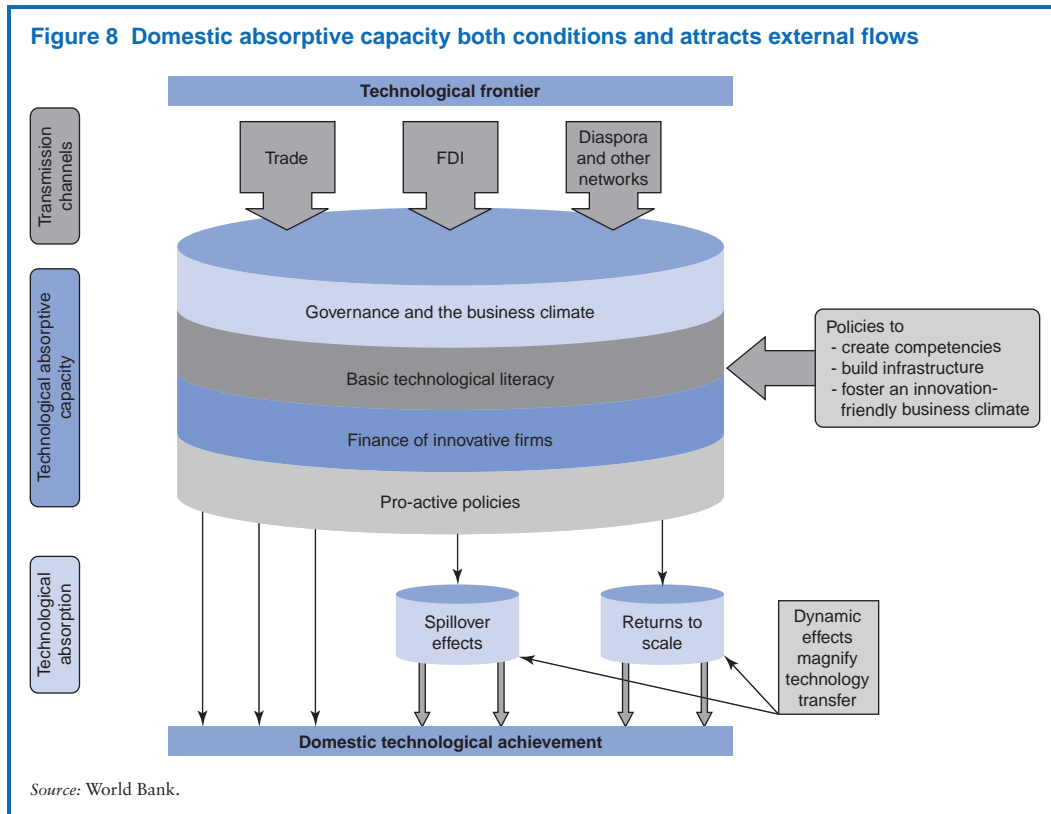 Figure 8 Domestic absorptive capacity both conditions and attracts external flows
Technological frontier
Transmission
channels
Trade
FDI
Diaspora
and other
networks
Technological absorptive
capacity
Governance and the business climate
Basic technological literacy
Finance of innovative firms
Pro-active policies
Policies to
- create competencies
- build infrastructure
- foster an innovation-
friendly business climate
Technological
absorption
Spillover
effects
Returns to
scale
Dynamic
effects
magnify
technology
transfer
Domestic technological achievement
Source: World Bank.